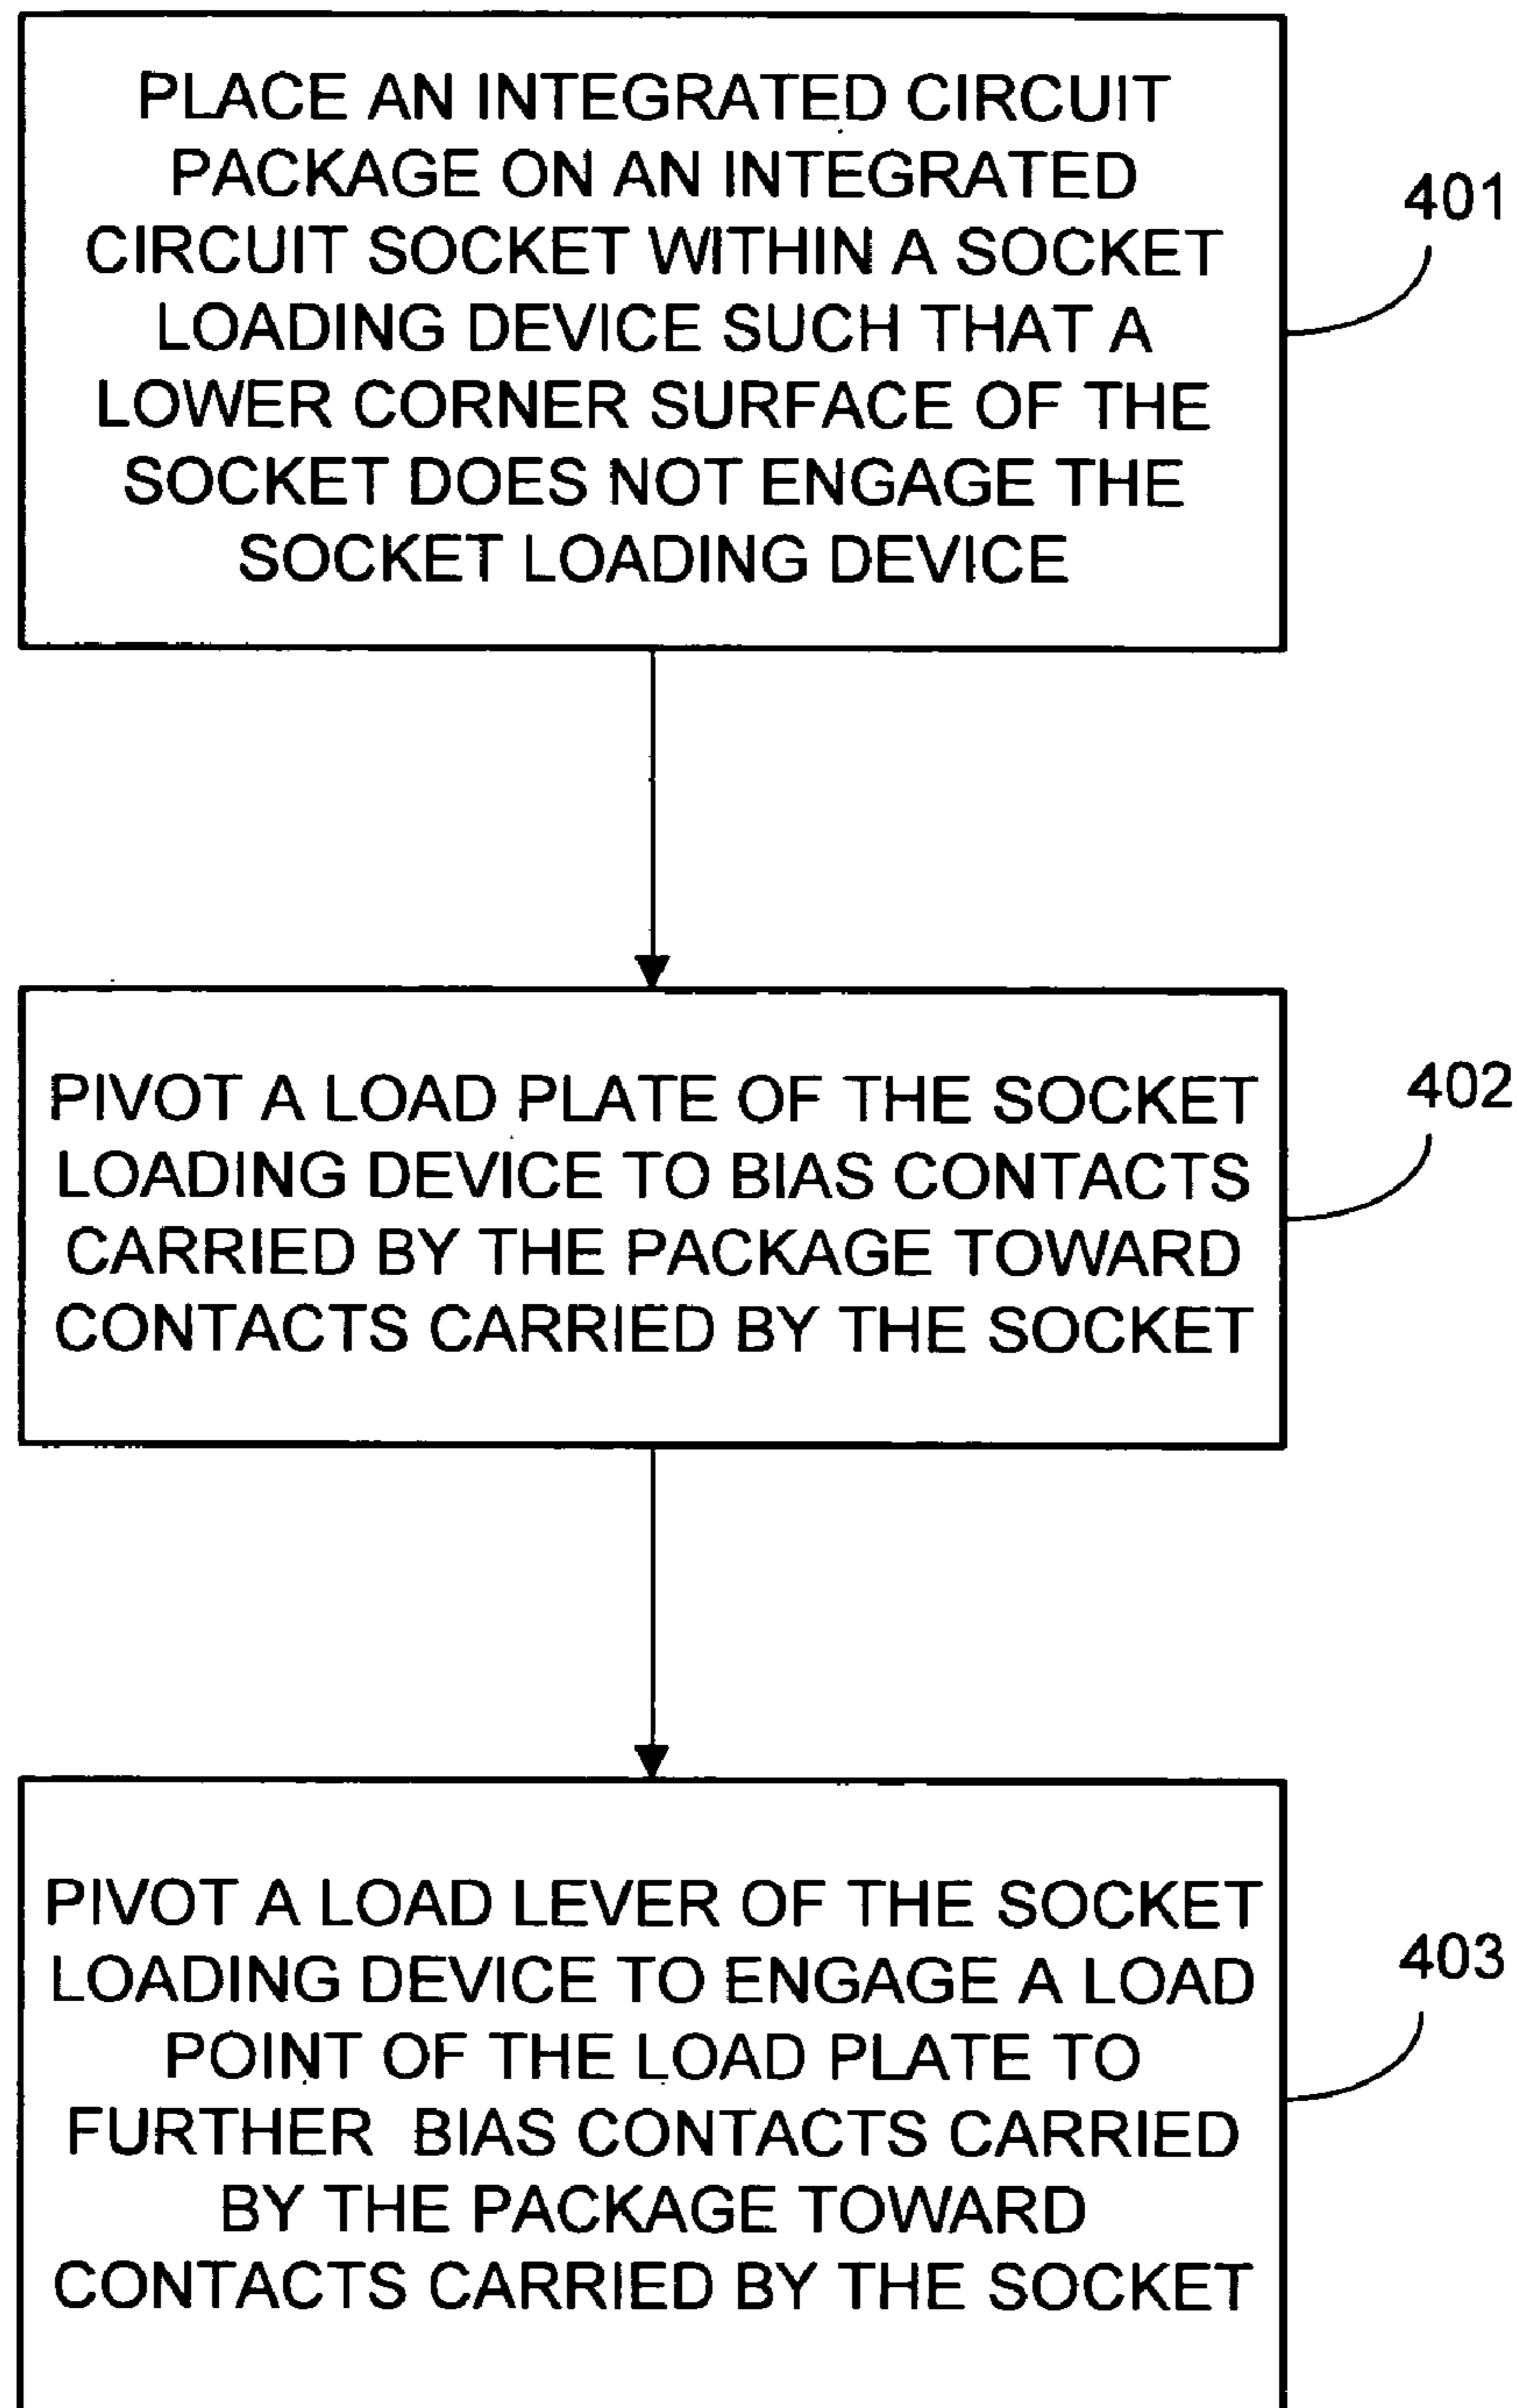 PLACE AN INTEGRATED CIRCUIT
PACKAGE ON AN INTEGRATED
CIRCUIT SOCKET WITHIN A SOCKET
LOADING DEVICE SUCH THAT A
LOWER CORNER SURFACE OF THE
SOCKET DOES NOT ENGAGE THE
SOCKET LOADING DEVICE
401
PIVOT A LOAD PLATE OF THE SOCKET
LOADING DEVICE TO BIAS CONTACTS
CARRIED BY THE PACKAGE TOWARD
CONTACTS CARRIED BY THE SOCKET
402
PIVOT A LOAD LEVER OF THE SOCKET
LOADING DEVICE TO ENGAGE A LOAD
POINT OF THE LOAD PLATE TO
FURTHER BIAS CONTACTS CARRIED
BY THE PACKAGE TOWARD
CONTACTS CARRIED BY THE SOCKET
403